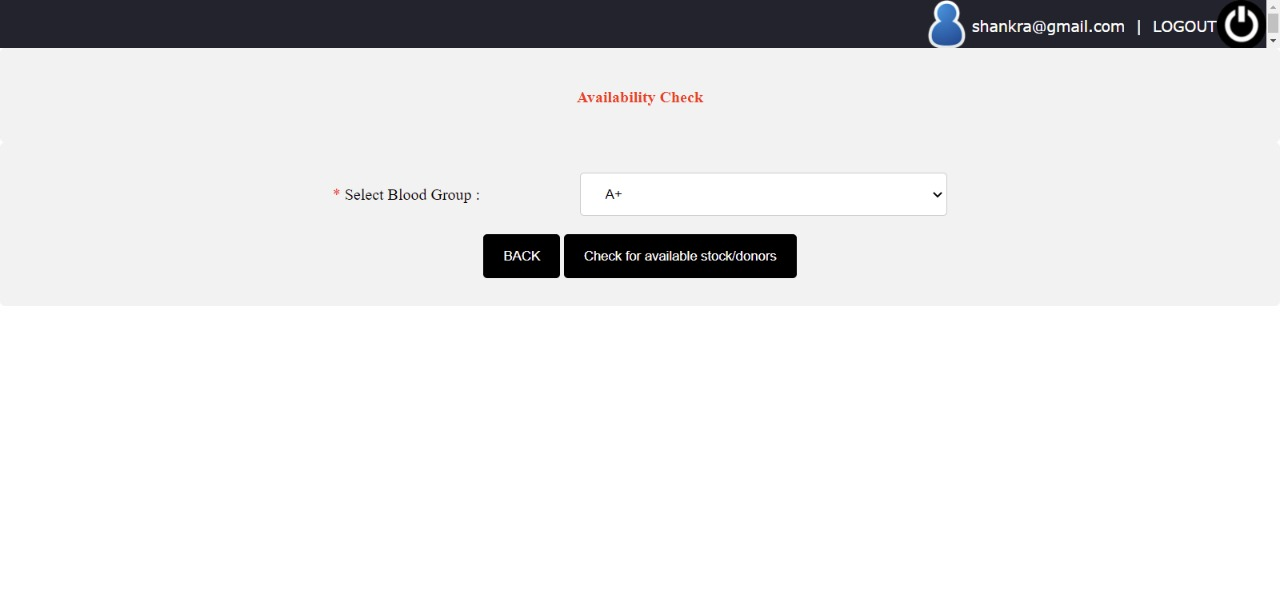 shankra@gmail.com | LOGOUT
Availability Check
* Select Blood Group : A+
BACK Check for available stock/donors